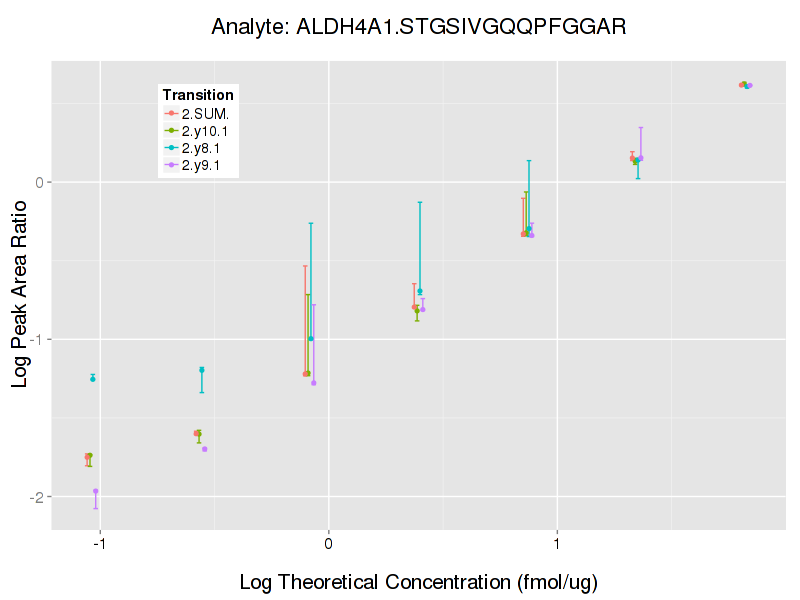 Analyte: ALDH4A1.STGSIVGQQPFGGAR
Transition
2.SUM.
2.y10.1
2.y8.1
2.y9.1
Log Peak Area Ratio
0
-1
-2
-1
0
1
Log Theoretical Concentration (fmol/ug)